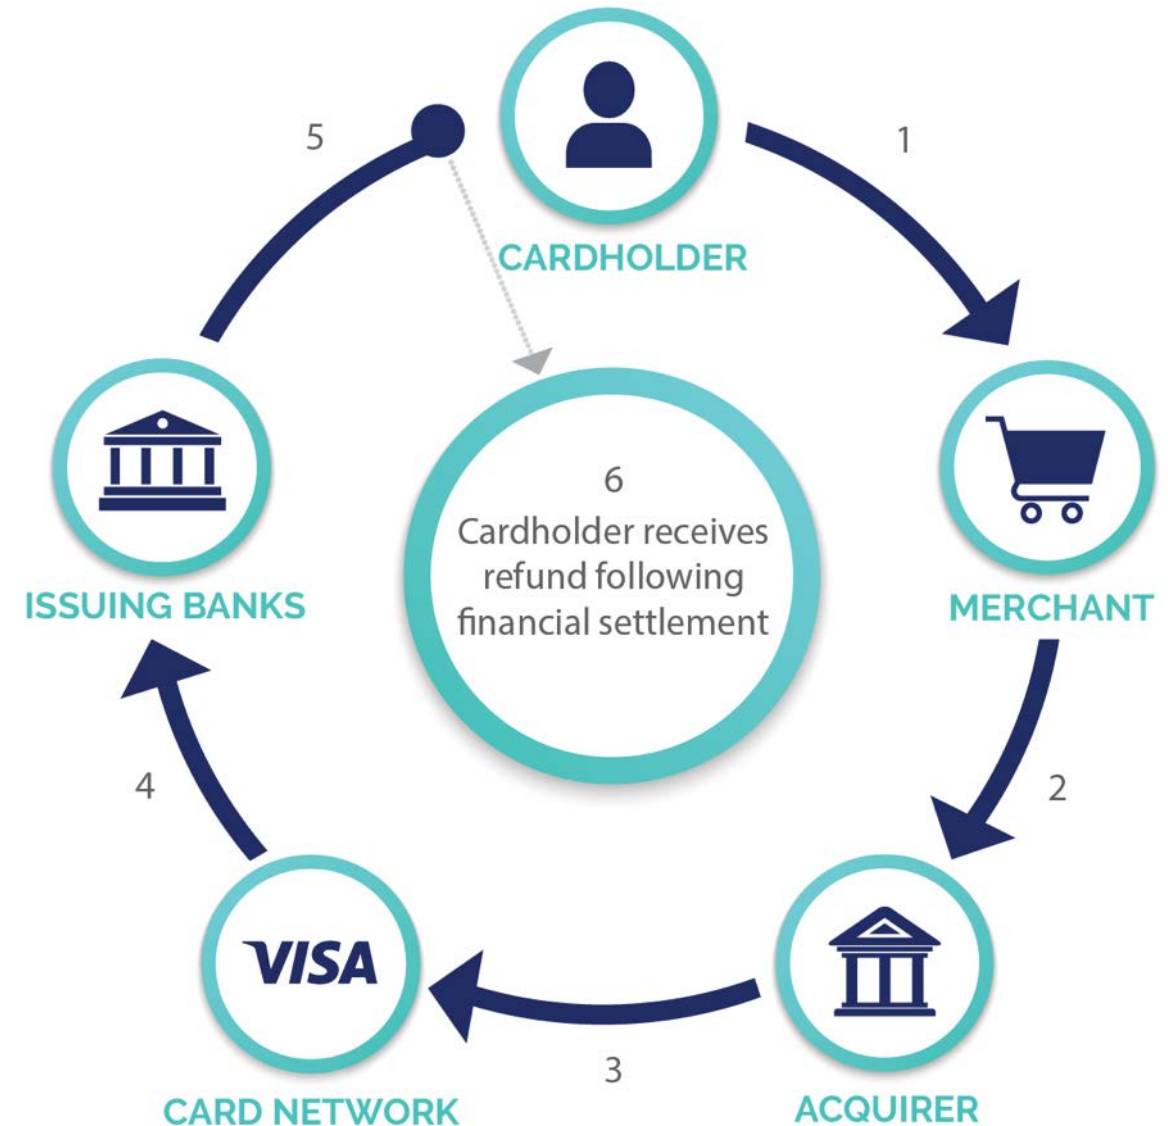 5
1
CARDHOLDER
6
Cardholder receives
refund following
financial settlement
ISSUING BANKS
MERCHANT
4
2
VISA
3
CARD NETWORK
ACQUIRER